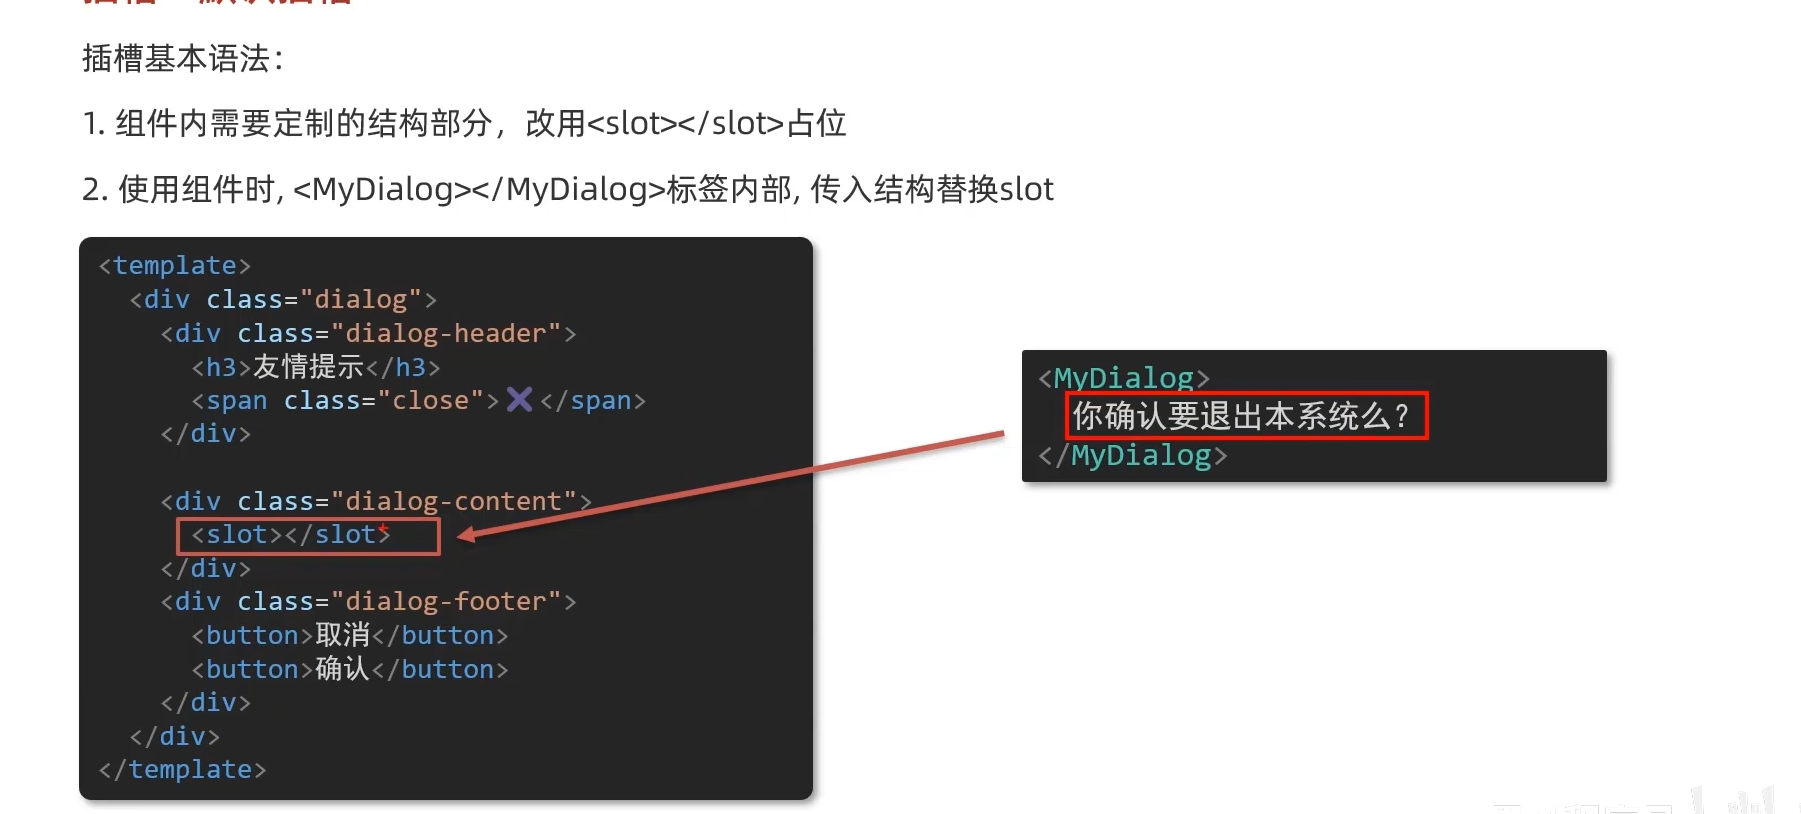 插槽基本语法：
1. 组件内需要定制的结构部分，改用<slot></slot>占位
2. 使用组件时, <MyDialog></MyDialog>标签内部, 传入结构替换slot
<template>
<div class="dialog">
<div class="dialog-header">
<h3>友情提示</h3>
<span class="close">✖️</span>
</div>
<div class="dialog-content">
<slot></slot>
</div>
<div class="dialog-footer">
<button>取消</button>
<button>确认</button>
</div>
</div>
</template>
<MyDialog>
你确认要退出本系统么？
</MyDialog>